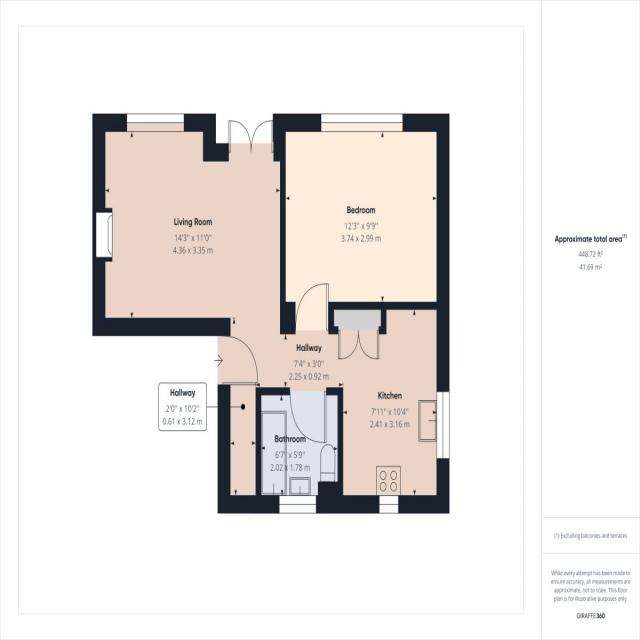 Living Room
14'3" x 11'0"
4.36 x 3.35 m
Bedroom
12'3" x 9'9"
3.74 x 2.99 m
Hallway
7'4" x 3'0"
2.25 x 0.92 m
Hallway
2'0" x 10'2"
0.61 x 3.12 m
Kitchen
7'11" x 10'4"
2.41 x 3.16 m
Bathroom
6'7" x 5'9"
2.02 x 1.78 m
Approximate total area(1)
448.72 ft²
41.69 m²
(1) Excluding balconies and terraces
While every attempt has been made to
ensure accuracy, all measurements are
approximate, not to scale. This floor
plan is for illustrative purposes only.
GIRAFFE360